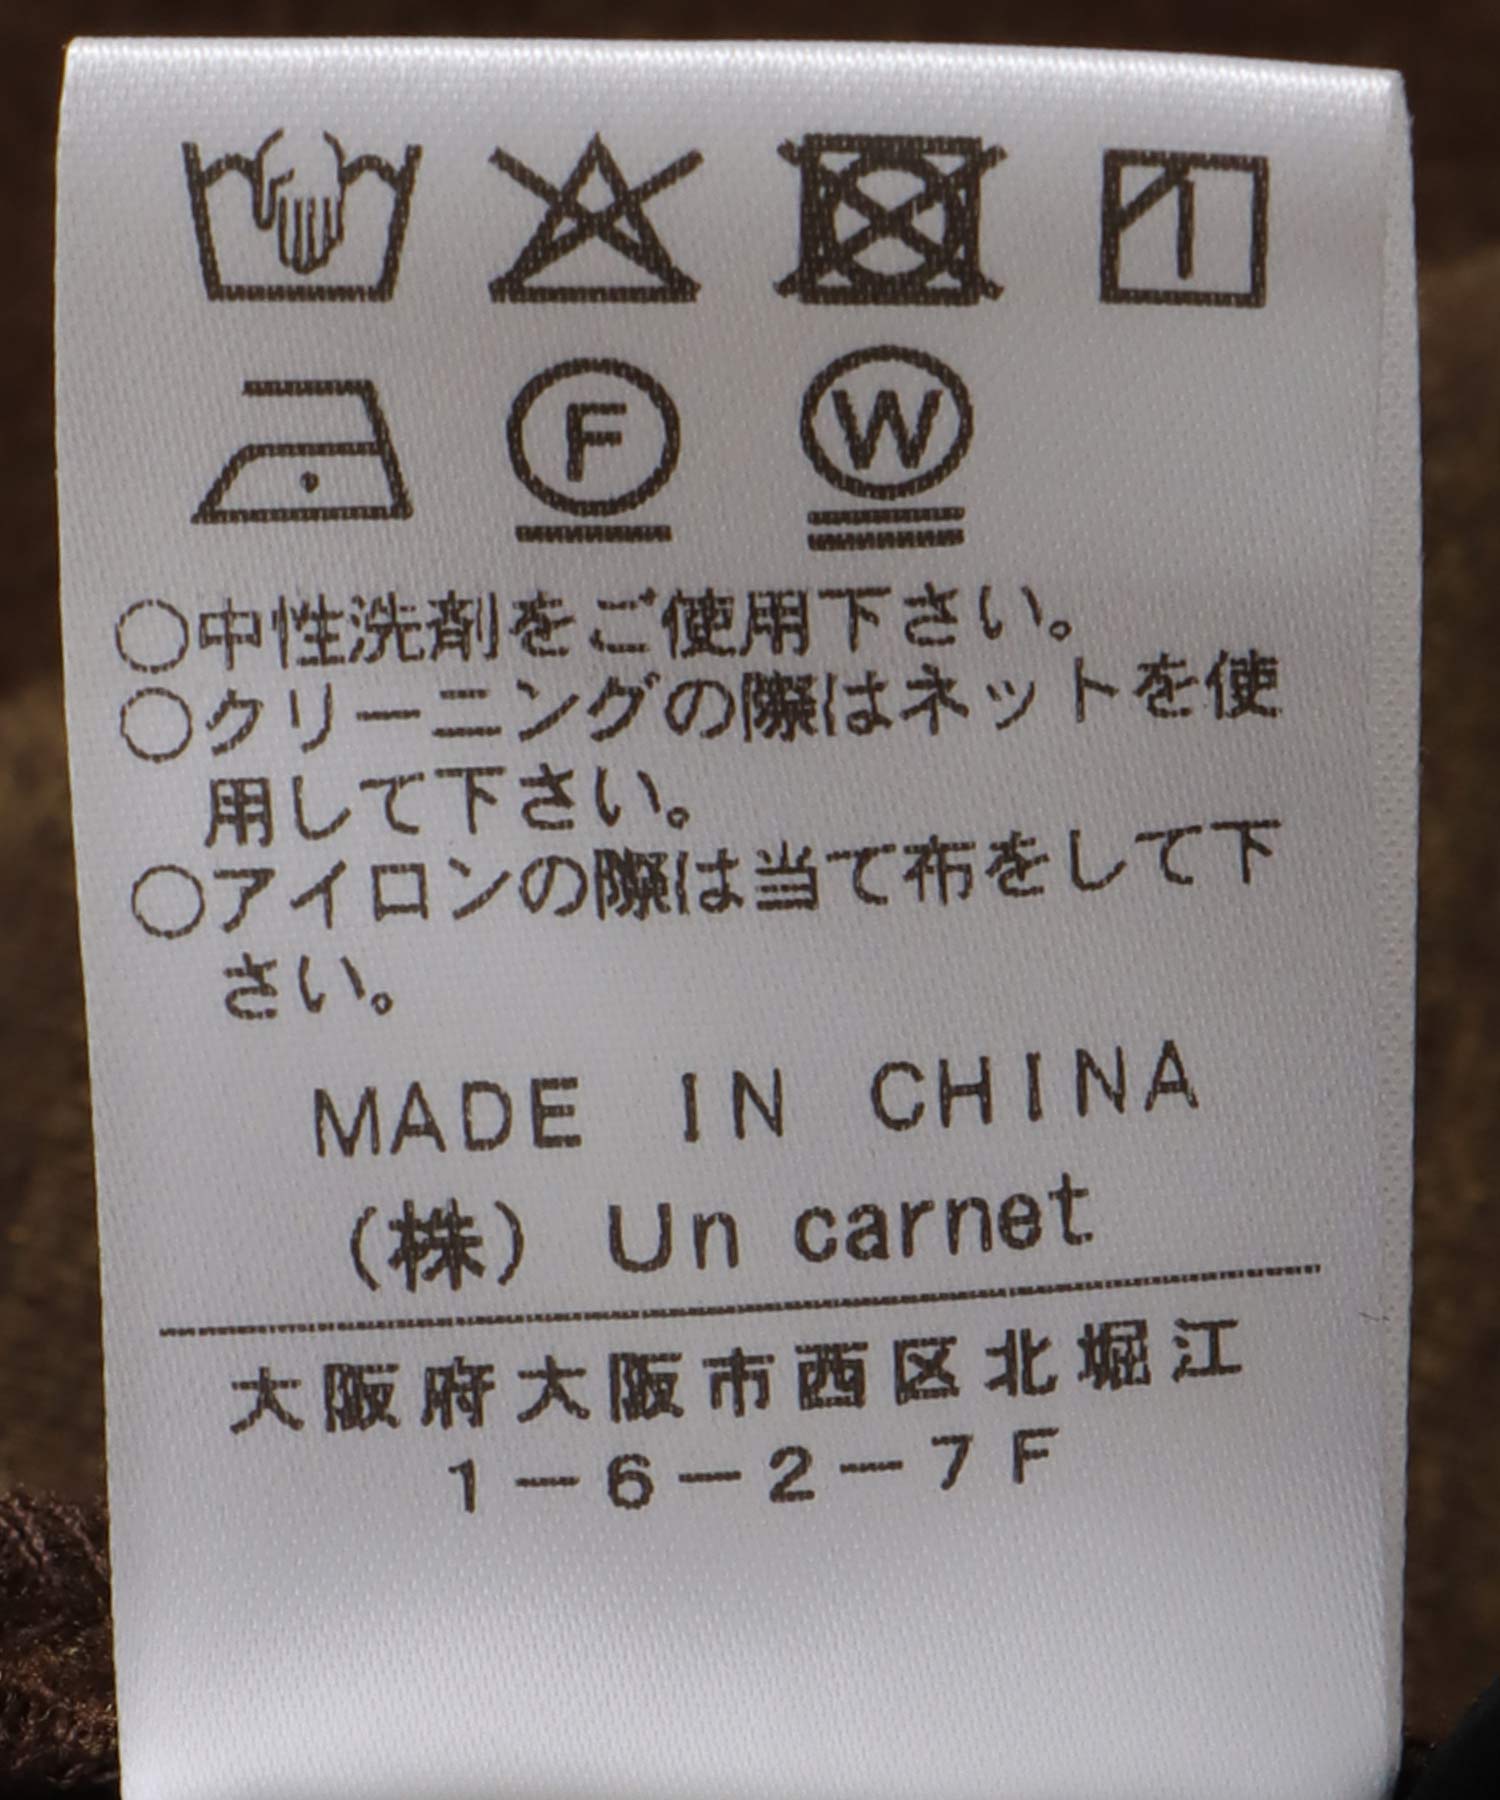 F W
○中性洗剤をご使用下さい。
○クリーニングの際はネットを使
用して下さい。
○アイロンの際は当て布をして下
さい。
MADE IN CHINA
(株) Un carnet
大阪府大阪市西区北堀江
1-6-2-7F